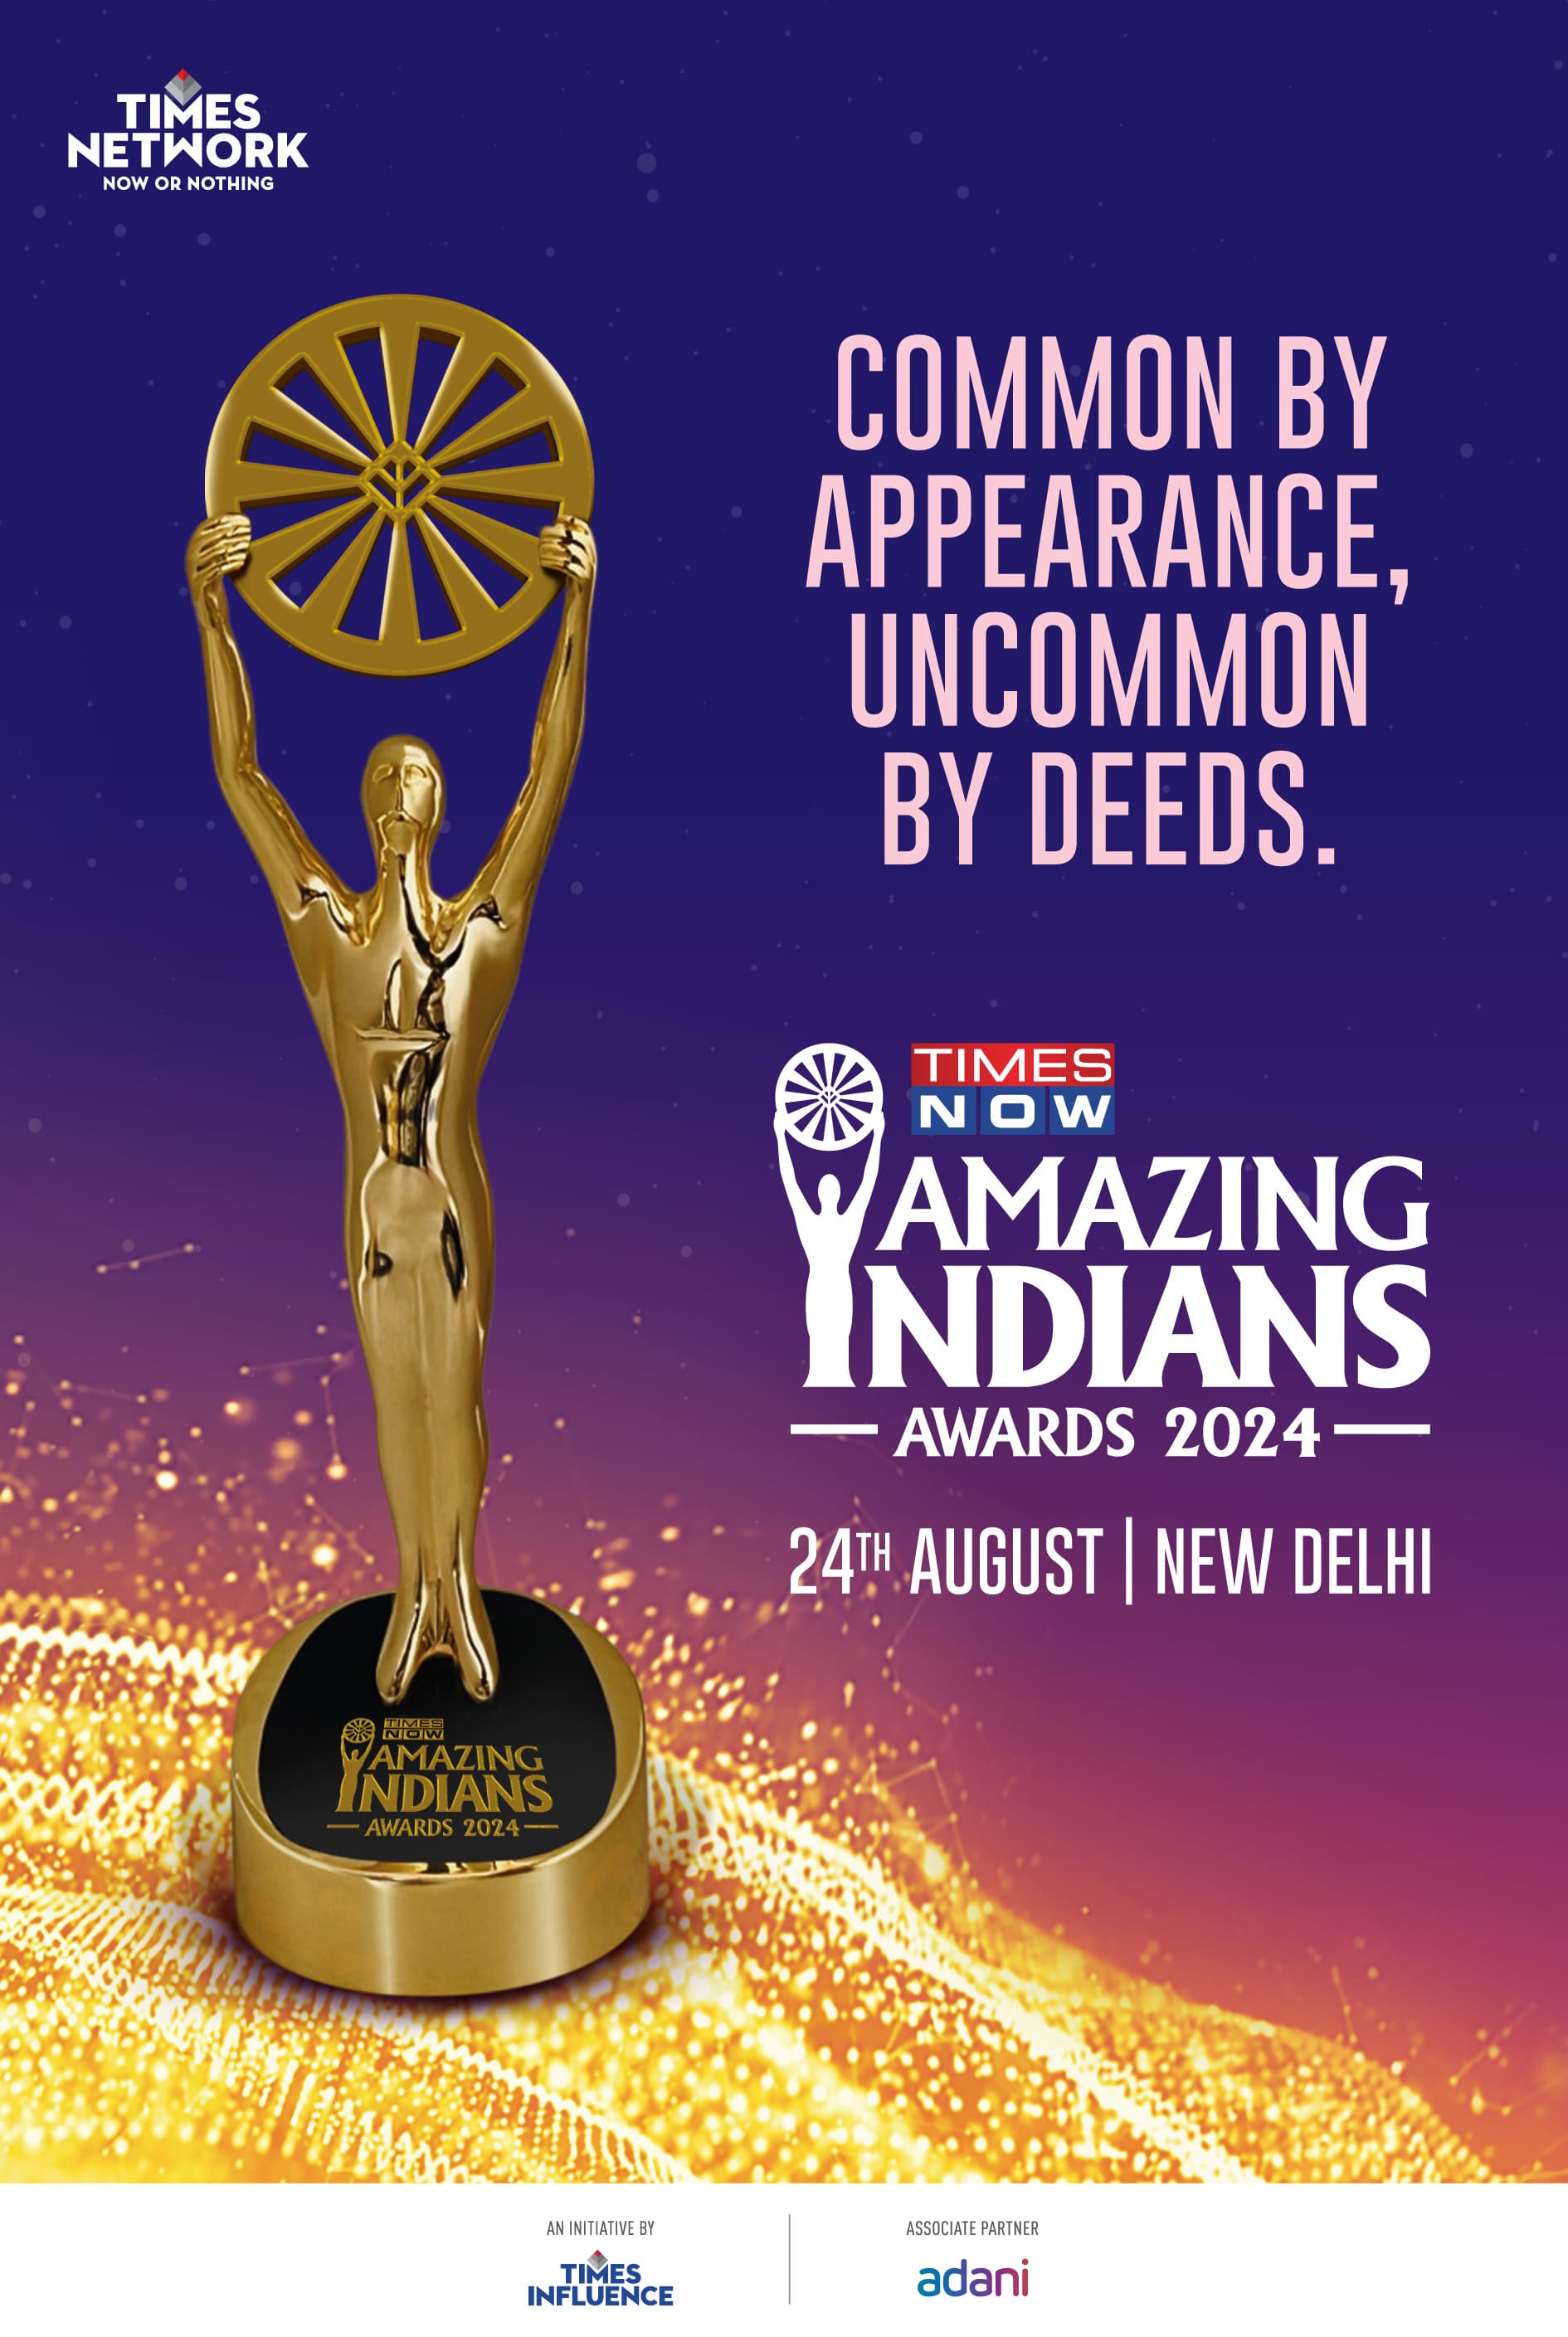 TIMES
NETWORK
NOW OR NOTHING
COMMON BY
APPEARANCE,
UNCOMMON
BY DEEDS.
TIMES
NOW
AMAZING
INDIANS
AWARDS 2024
24TH AUGUST | NEW DELHI
TIMES
NOW
AMAZING
INDIANS
AWARDS 2024
AN INITIATIVE BY
TIMES
INFLUENCE
ASSOCIATE PARTNER
adani